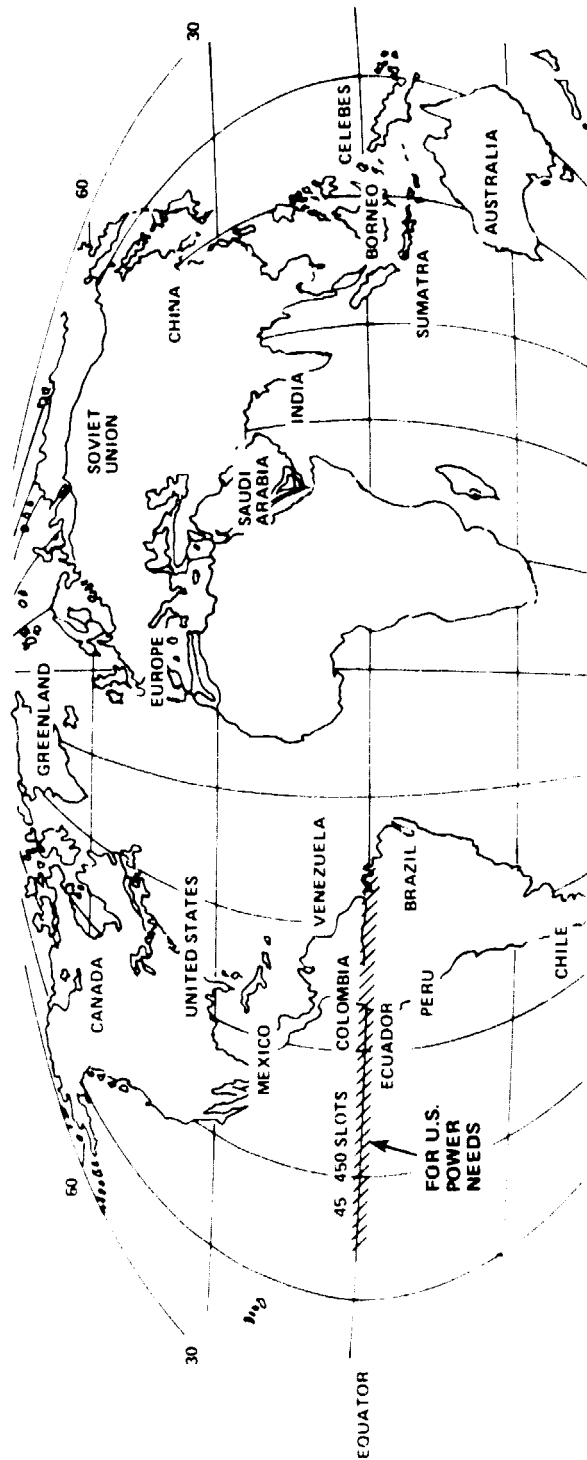 60
30
60
30
GREENLAND
CANADA
UNITED STATES
MEXICO
VENEZUELA
COLOMBIA
ECUADOR
BRAZIL
PERU
CHILE
EUROPE
SOVIET
UNION
CHINA
SAUDI
ARABIA
INDIA
BORNEO
CELEBES
SUMATRA
AUSTRALIA
EQUATOR
45 450 SLOTS
FOR U.S.
POWER
NEEDS